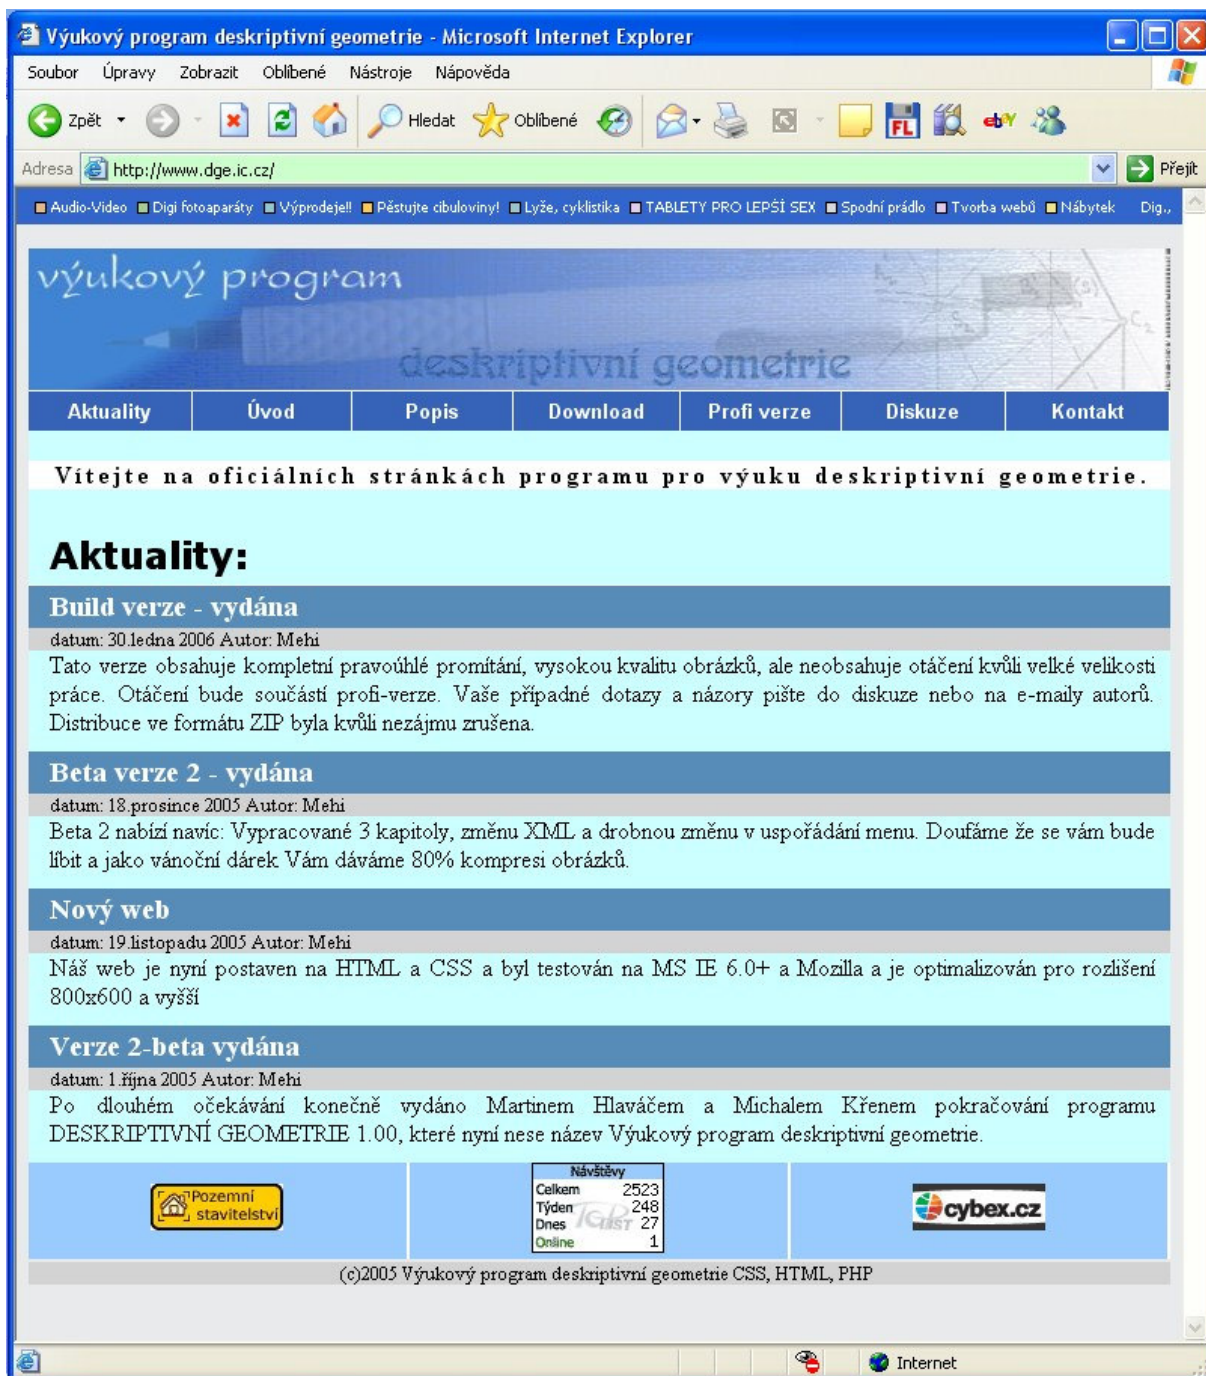 Výukový program deskriptivní geometrie - Microsoft Internet Explorer
Soubor Úpravy Zobrazit Oblíbené Nástroje Nápověda
Zpět Hledat Oblíbené FL ebY
Adresa http://www.dge.ic.cz/ Přejít
Audio-Video Digi fotoaparáty Výprodeje!! Pěstujte cibuloviny! Lyže, cyklistika TABLETY PRO LEPŠÍ SEX Spodní prádlo Tvorba webů Nábytek Dig.,
výukový program
deskriptivní geometrie
Aktuality Úvod Popis Download Profi verze Diskuze Kontakt
Vítejte na oficiálních stránkách programu pro výuku deskriptivní geometrie.
Aktuality:
Build verze - vydána
datum: 30.ledna 2006 Autor: Mehi
Tato verze obsahuje kompletní pravoúhlé promítání, vysokou kvalitu obrázků, ale neobsahuje otáčení kvůli velké velikosti
práce. Otáčení bude součástí profi-verze. Vaše případné dotazy a názory pište do diskuze nebo na e-maily autorů.
Distribuce ve formátu ZIP byla kvůli nezájmu zrušena.
Beta verze 2 - vydána
datum: 18.prosince 2005 Autor: Mehi
Beta 2 nabízí navíc: Vypracované 3 kapitoly, změnu XML a drobnou změnu v uspořádání menu. Doufáme že se vám bude
líbit a jako vánoční dárek Vám dáváme 80% kompresi obrázků.
Nový web
datum: 19.listopadu 2005 Autor: Mehi
Náš web je nyní postaven na HTML a CSS a byl testován na MS IE 6.0+ a Mozilla a je optimalizován pro rozlišení
800x600 a vyšší
Verze 2-beta vydána
datum: 1.října 2005 Autor: Mehi
Po dlouhém očekávání konečně vydáno Martinem Hlaváčem a Michalem Křenem pokračování programu
DESKRIPTIVNÍ GEOMETRIE 1.00, které nyní nese název Výukový program deskriptivní geometrie.
Pozemní
stavitelství
Návštěvy
Celkem 2523
Týden 248
Dnes 27
Online 1
cybex.cz
(c)2005 Výukový program deskriptivní geometrie CSS, HTML, PHP
Internet